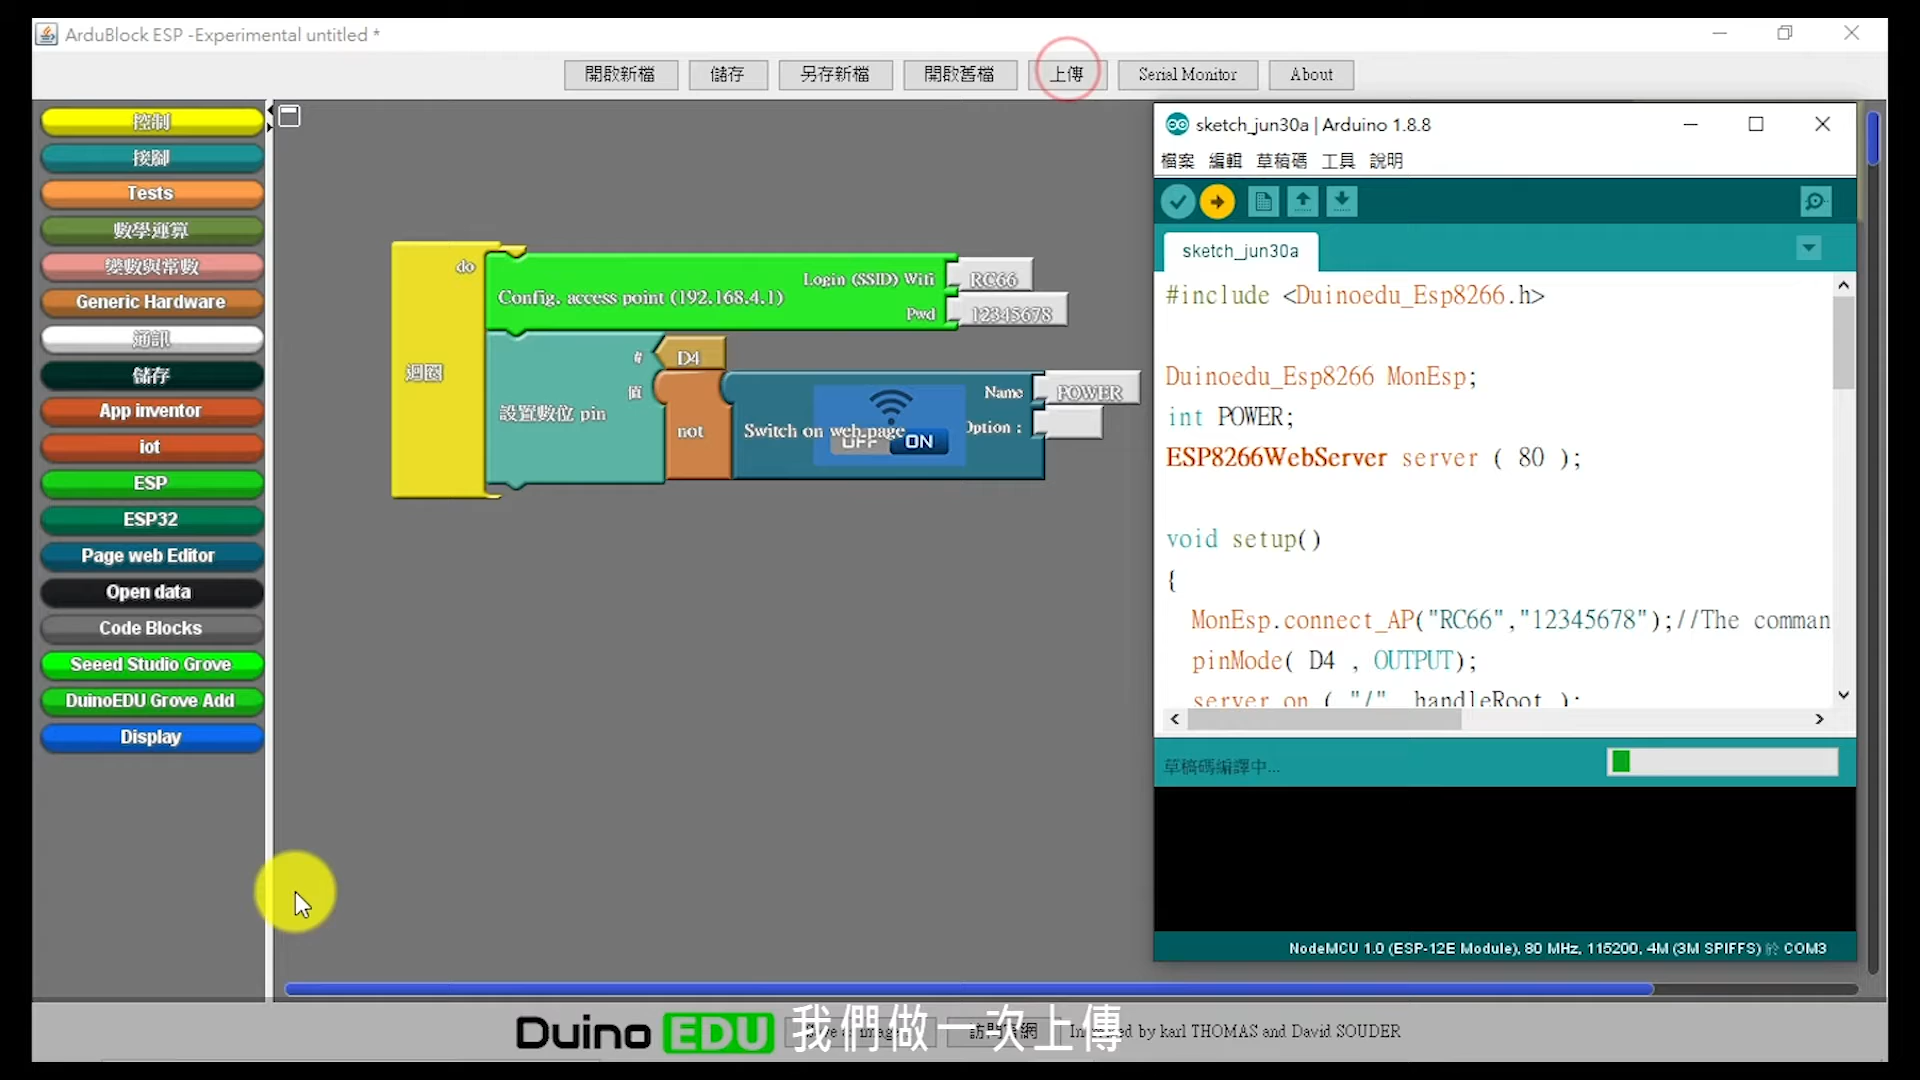 ArduBlock ESP -Experimental untitled *
開啟新檔 儲存 另存新檔 開啟舊檔 上傳 Serial Monitor About
控制
接腳
Tests
數學運算
變數與常數
Generic Hardware
通訊
儲存
App inventor
iot
ESP
ESP32
Page web Editor
Open data
Code Blocks
Seeed Studio Grove
DuinoEDU Grove Add
Display
迴圈
do
Config. access point (192.168.4.1)
Login (SSID) Wifi
RC66
Pwd
12345678
設置數位 pin
#
D4
值
not
Switch on web page
OFF ON
Name
POWER
Option :
sketch_jun30a | Arduino 1.8.8
檔案 編輯 草稿碼 工具 說明
sketch_jun30a
#include <Duinoedu_Esp8266.h>
Duinoedu_Esp8266 MonEsp;
int POWER;
ESP8266WebServer server ( 80 );
void setup()
{
MonEsp.connect_AP("RC66","12345678");//The comman
pinMode( D4 , OUTPUT);
server.on ( "/", handleRoot );
草稿碼編譯中...
NodeMCU 1.0 (ESP-12E Module), 80 MHz, 115200, 4M (3M SPIFFS) 於 COM3
Duino EDU
我們做一次上傳
by karl THOMAS and David SOUDER